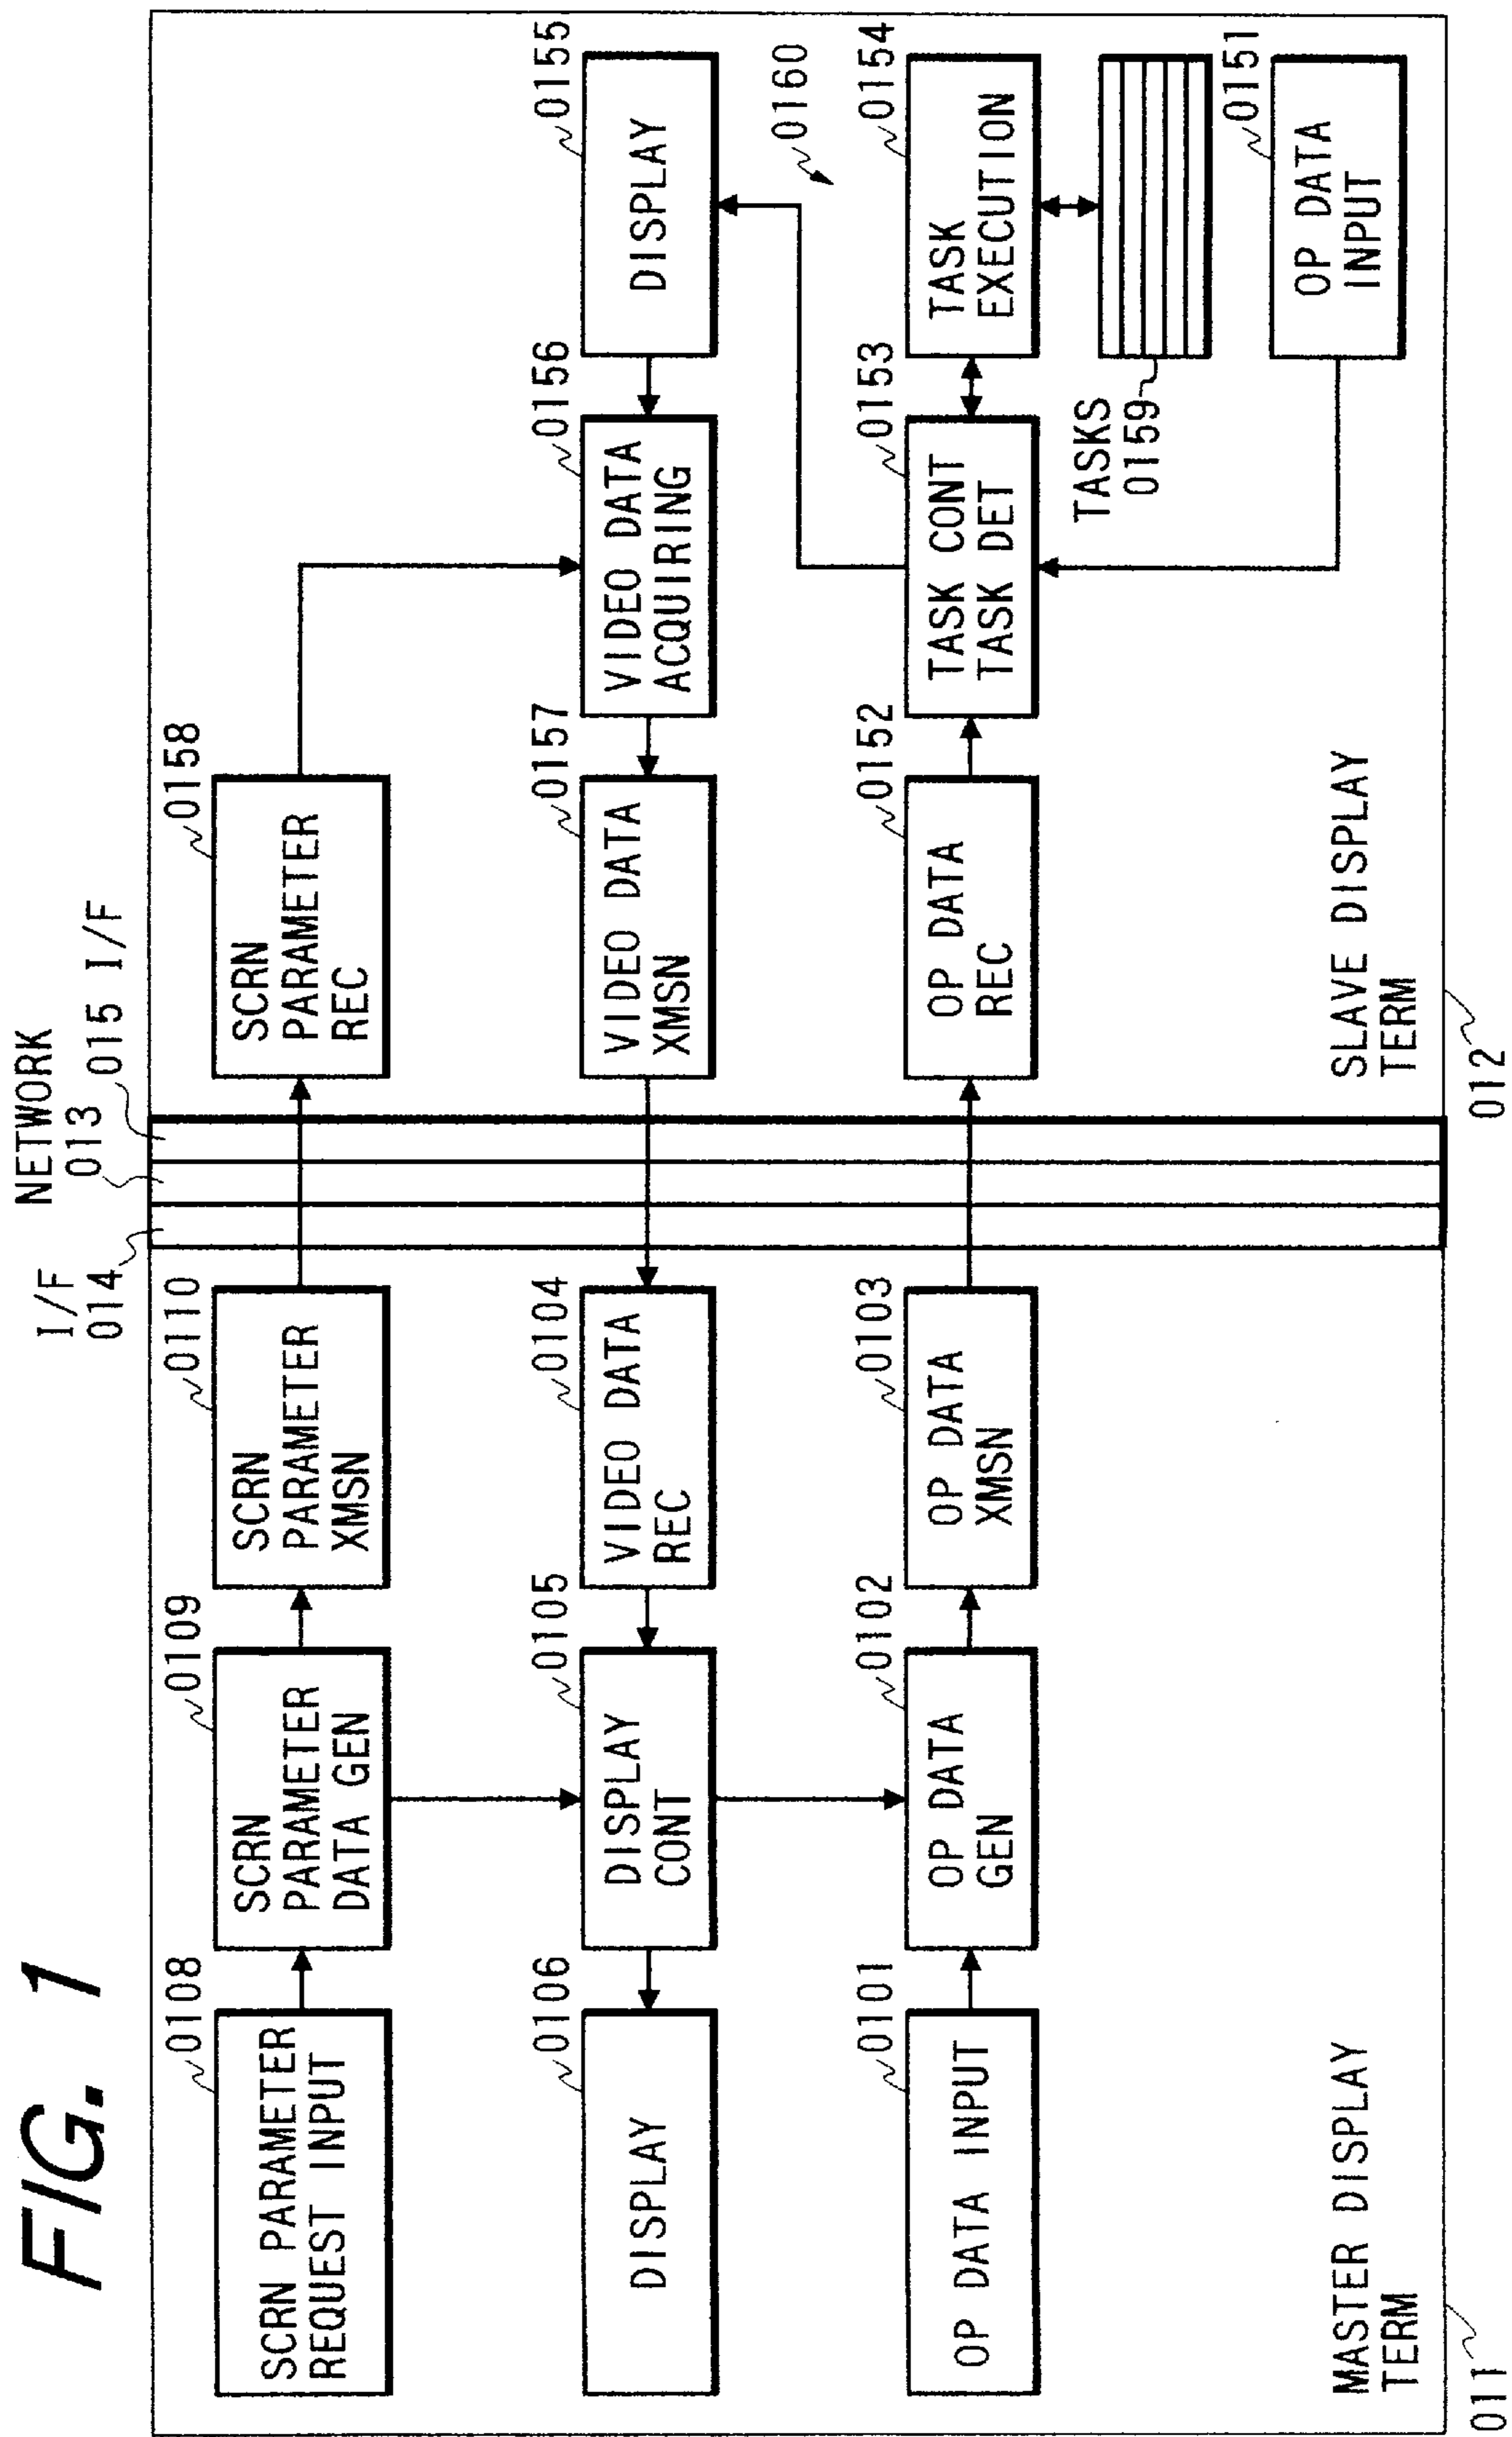 FIG. 1
I/F
014
NETWORK
013
015 I/F
0108
SCRN PARAMETER
REQUEST INPUT
0109
SCRN
PARAMETER
DATA GEN
0110
SCRN
PARAMETER
XMSN
0158
SCRN
PARAMETER
REC
0106
DISPLAY
0105
DISPLAY
CONT
0104
VIDEO DATA
REC
0157
VIDEO DATA
XMSN
0156
VIDEO DATA
ACQUIRING
0155
DISPLAY
0160
0101
OP DATA INPUT
0102
OP DATA
GEN
0103
OP DATA
XMSN
0152
OP DATA
REC
0153
TASK CONT
TASK DET
0154
TASK
EXECUTION
TASKS
0159
0151
OP DATA
INPUT
MASTER DISPLAY
TERM
011
SLAVE DISPLAY
TERM
012